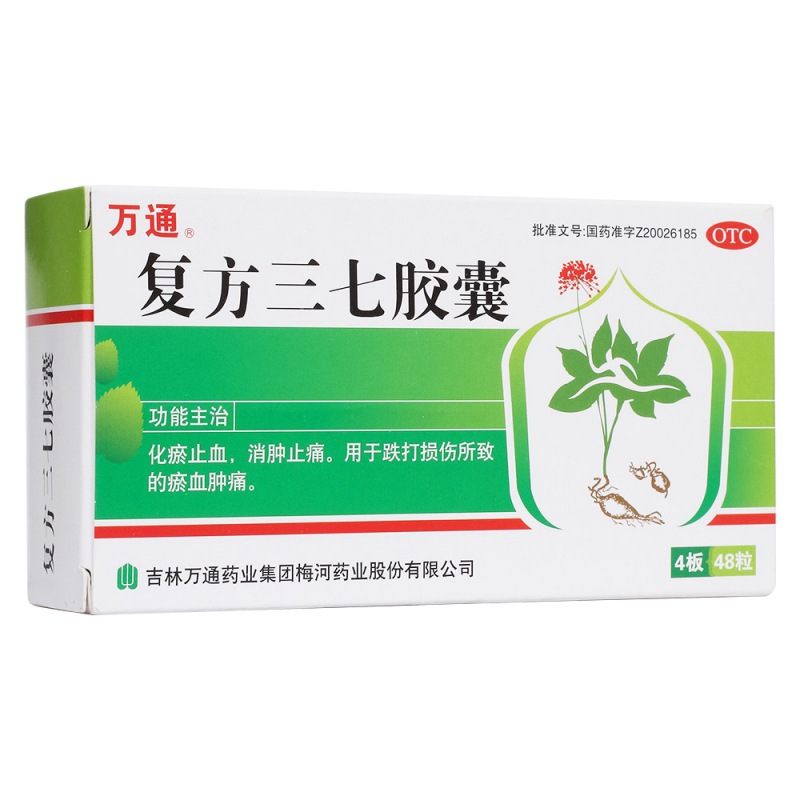 万通®
批准文号:国药准字Z20026185
OTC
复方三七胶囊
功能主治
化瘀止血，消肿止痛。用于跌打损伤所致
的瘀血肿痛。
吉林万通药业集团梅河药业股份有限公司
4板 48粒
复方三七胶囊